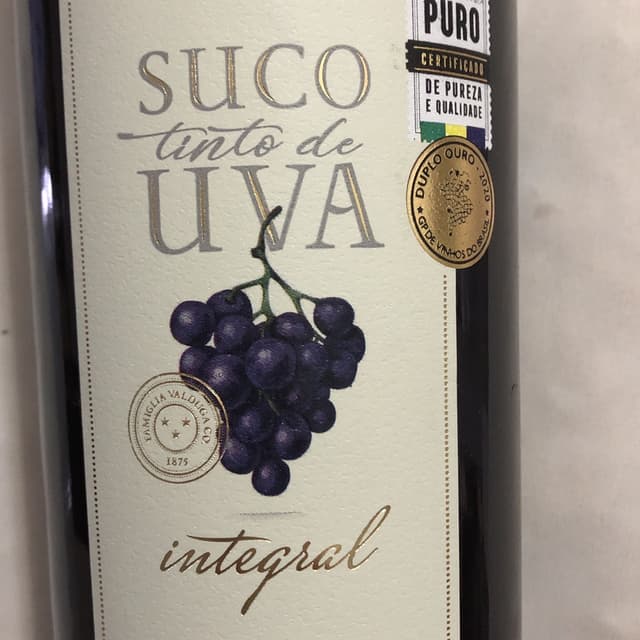 SUCO
tinto de
UVA
PURO
CERTIFICADO
DE PUREZA
E QUALIDADE
DUPLO OURO · 2020
GP DE VINHOS DO BRASIL
FAMIGLIA VALDUGA CO
1875
integral